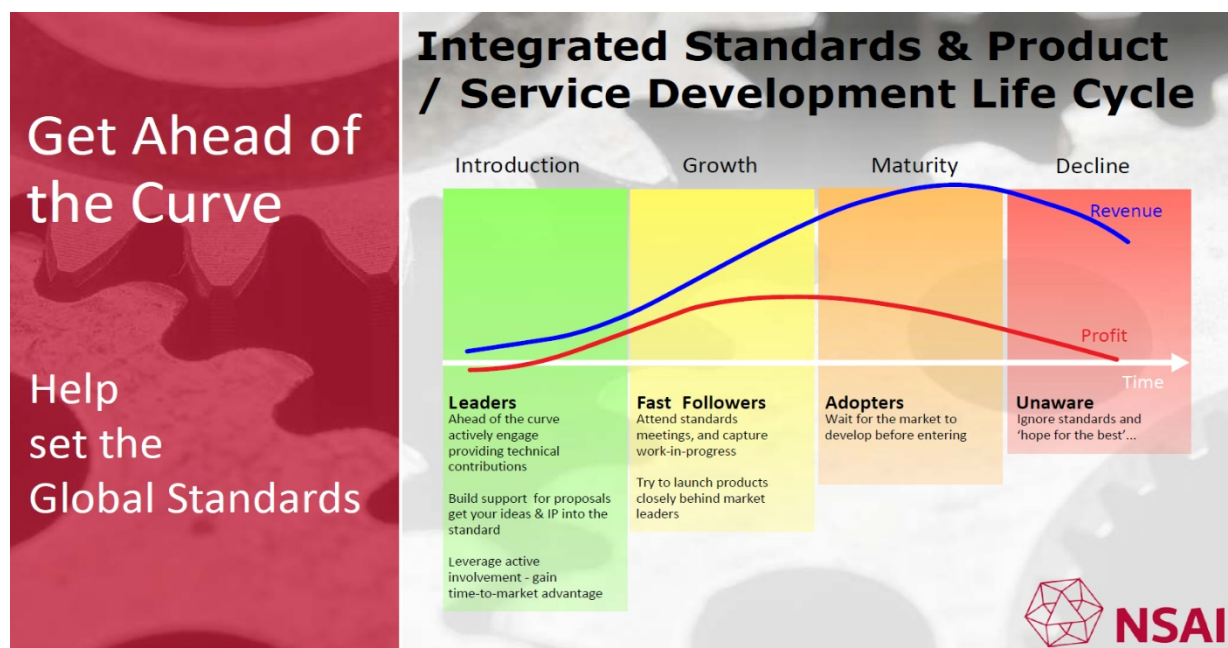 Get Ahead of
the Curve
Help
set the
Global Standards
Integrated Standards & Product
/ Service Development Life Cycle
Introduction
Growth
Maturity
Decline
Revenue
Profit
Time
Leaders
Ahead of the curve
actively engage
providing technical
contributions
Build support for proposals
get your ideas & IP into the
standard
Leverage active
involvement - gain
time-to-market advantage
Fast Followers
Attend standards
meetings, and capture
work-in-progress
Try to launch products
closely behind market
leaders
Adopters
Wait for the market to
develop before entering
Unaware
Ignore standards and
‘hope for the best’...
NSAI